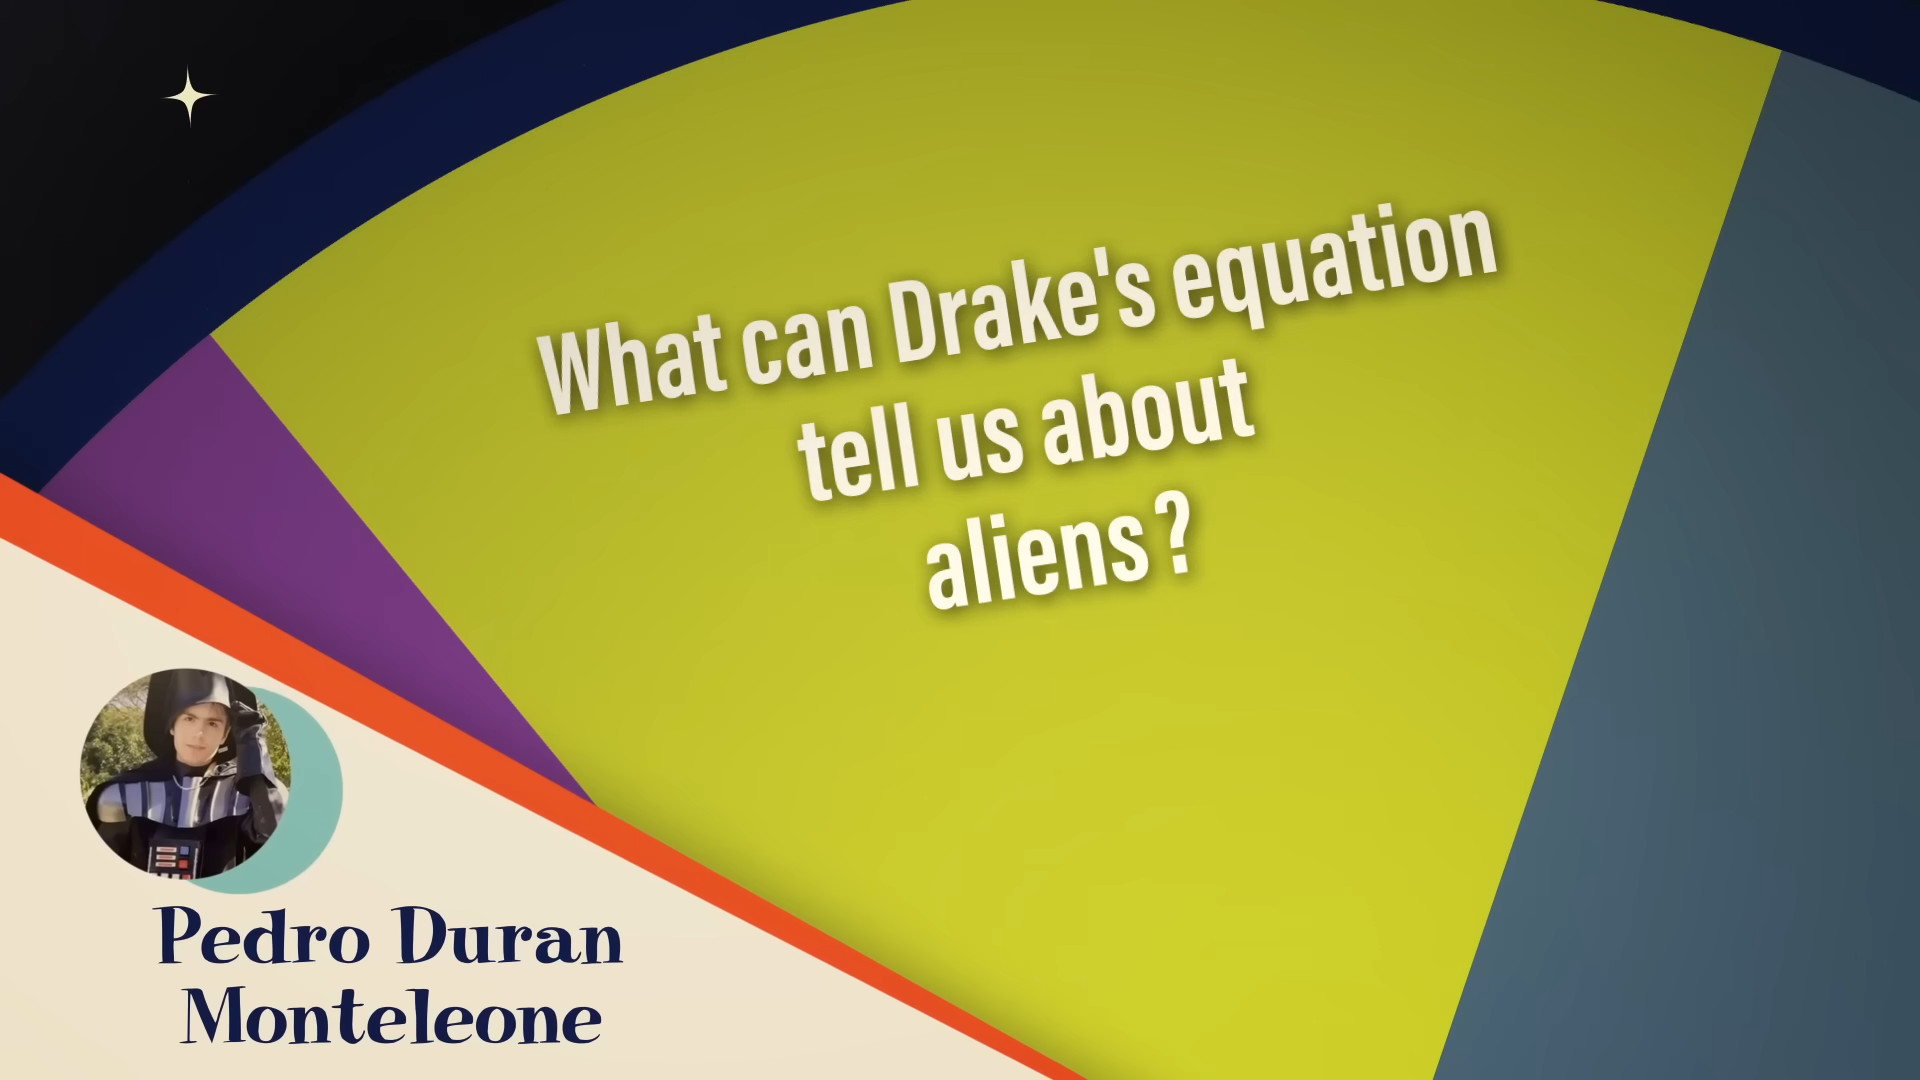 What can Drake's equation
tell us about
aliens?
Pedro Duran
Monteleone